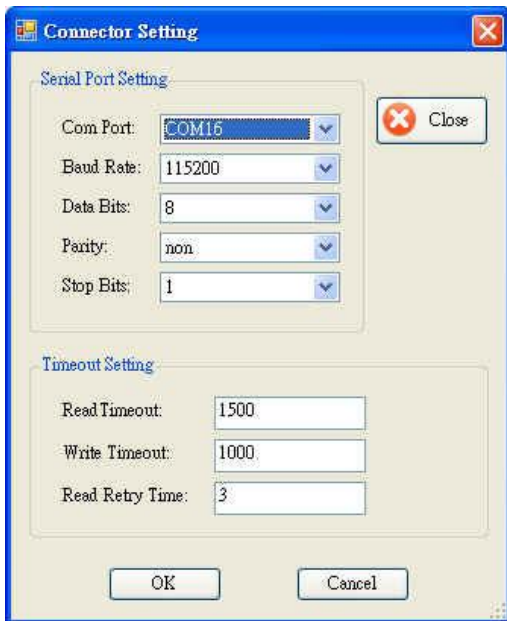 Connector Setting
Serial Port Setting
Com Port: COM16
Close
Baud Rate: 115200
Data Bits: 8
Parity: non
Stop Bits: 1
Timeout Setting
Read Timeout: 1500
Write Timeout: 1000
Read Retry Time: 3
OK Cancel